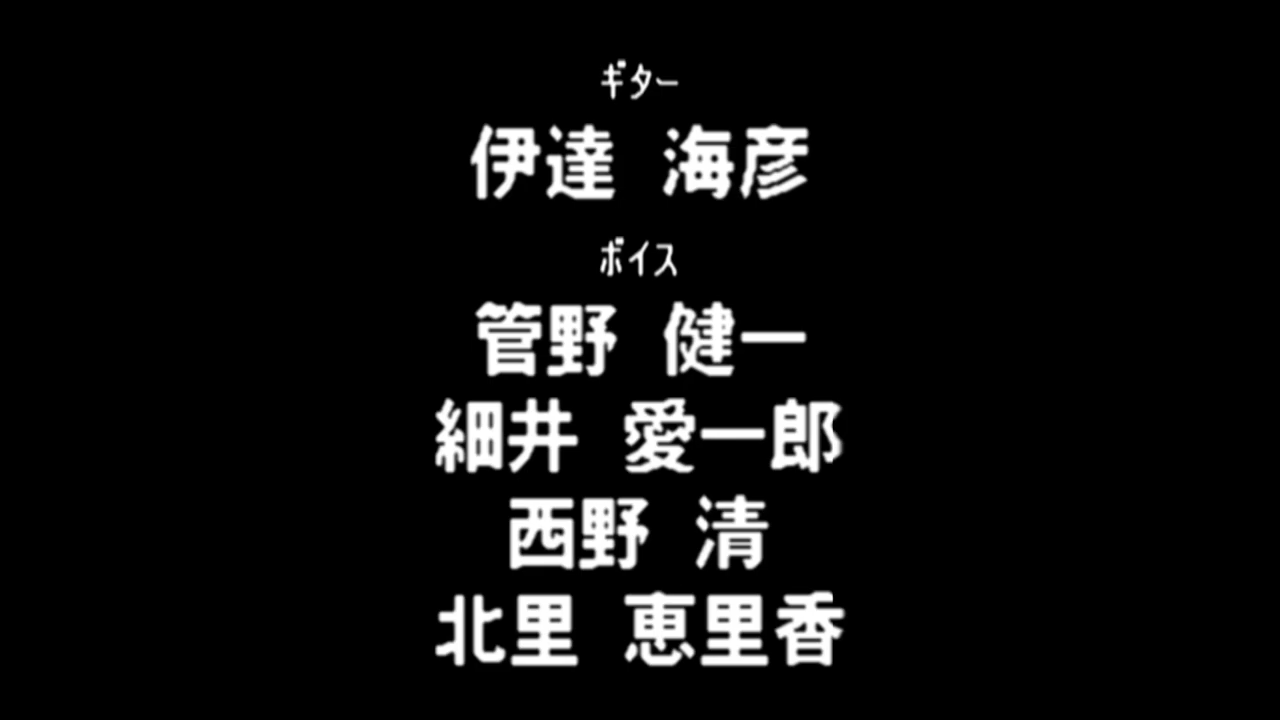 ギター
伊達 海彦
ボイス
管野 健一
細井 愛一郎
西野 清
北里 恵里香